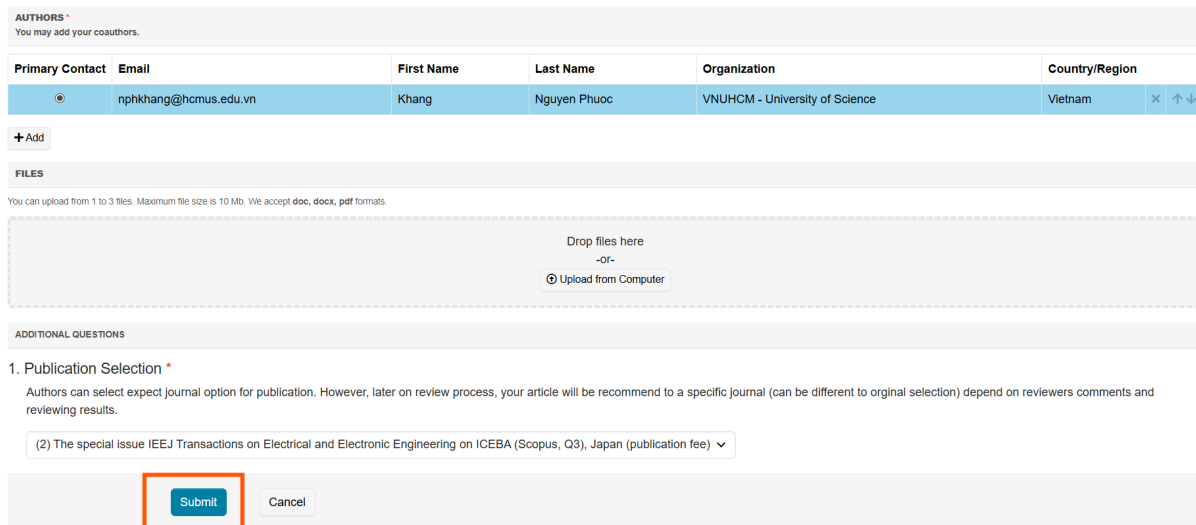 AUTHORS *
You may add your coauthors.
Primary Contact Email First Name Last Name Organization Country/Region
nphkhang@hcmus.edu.vn Khang Nguyen Phuoc VNUHCM - University of Science Vietnam
+ Add
FILES
You can upload from 1 to 3 files. Maximum file size is 10 Mb. We accept doc, docx, pdf formats.
Drop files here
-or-
Upload from Computer
ADDITIONAL QUESTIONS
1. Publication Selection *
Authors can select expect journal option for publication. However, later on review process, your article will be recommend to a specific journal (can be different to orginal selection) depend on reviewers comments and
reviewing results.
(2) The special issue IEEJ Transactions on Electrical and Electronic Engineering on ICEBA (Scopus, Q3), Japan (publication fee)
Submit Cancel